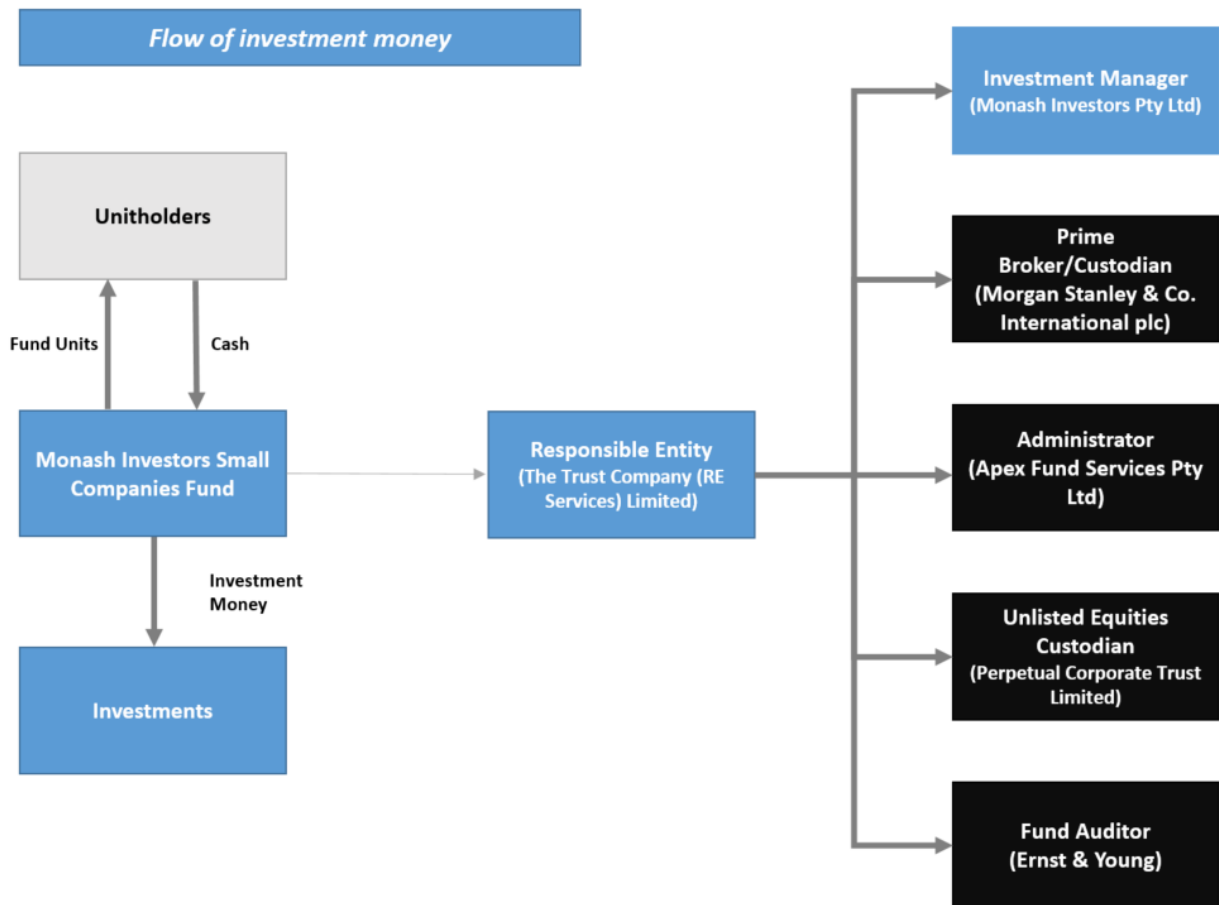 Flow of investment money
Unitholders
Fund Units
Cash
Monash Investors Small
Companies Fund
Investment
Money
Investments
Responsible Entity
(The Trust Company (RE
Services) Limited)
Investment Manager
(Monash Investors Pty Ltd)
Prime
Broker/Custodian
(Morgan Stanley & Co.
International plc)
Administrator
(Apex Fund Services Pty
Ltd)
Unlisted Equities
Custodian
(Perpetual Corporate Trust
Limited)
Fund Auditor
(Ernst & Young)